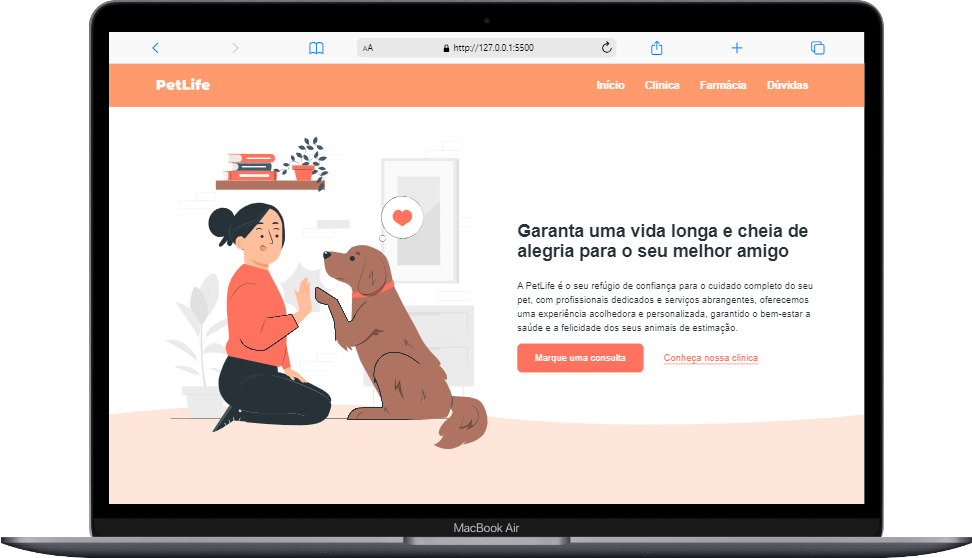 AA
http://127.0.0.1:5500
PetLife
Início Clinica Farmácia Dúvidas
Garanta uma vida longa e cheia de
alegria para o seu melhor amigo
A PetLife é o seu refúgio de confiança para o cuidado completo do seu
pet, com profissionais dedicados e serviços abrangentes, oferecemos
uma experiência acolhedora e personalizada, garantido o bem-estar a
saúde e a felicidade dos seus animais de estimação.
Marque uma consulta Conheça nossa clinica
MacBook Air